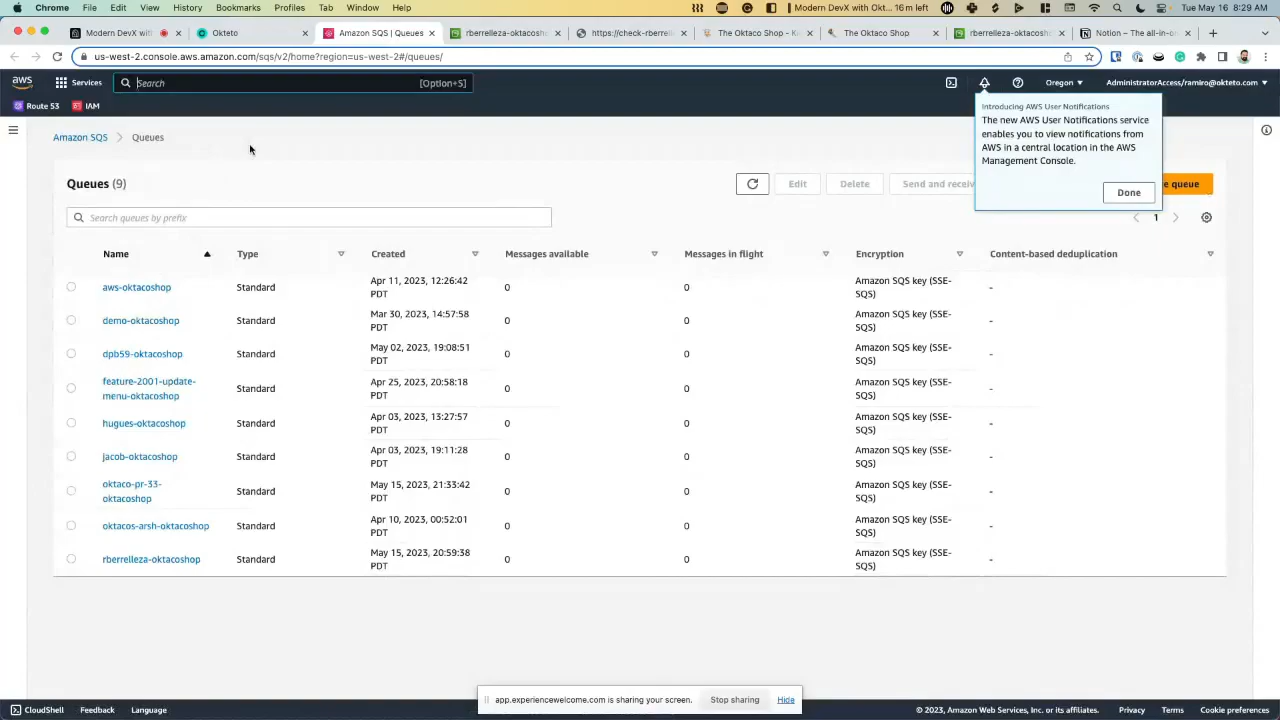 Chrome File Edit View History Bookmarks Profiles Tab Window Help Modern DevX with Okt... 16 m left Tue May 16 8:29 AM
Modern DevX with Okt Okteto Amazon SQS | Queues rberrelleza-oktacosh https://check-rberrell The Oktaco Shop - Ki The Oktaco Shop rberrelleza-oktacosh Notion – The all-in-o
us-west-2.console.aws.amazon.com/sqs/v2/home?region=us-west-2#/queues/
aws Services Search [Option+S] Oregon AdministratorAccess/ramiro@okteto.com
Route 53 IAM
Introducing AWS User Notifications
The new AWS User Notifications service
enables you to view notifications from
AWS in a central location in the AWS
Management Console.
Done
Amazon SQS Queues
Queues (9)
Edit Delete Send and receiv e queue
Search queues by prefix
1
Name Type Created Messages available Messages in flight Encryption Content-based deduplication
aws-oktacoshop Standard Apr 11, 2023, 12:26:42 PDT 0 0 Amazon SQS key (SSE-SQS) -
demo-oktacoshop Standard Mar 30, 2023, 14:57:58 PDT 0 0 Amazon SQS key (SSE-SQS) -
dpb59-oktacoshop Standard May 02, 2023, 19:08:51 PDT 0 0 Amazon SQS key (SSE-SQS) -
feature-2001-update-menu-oktacoshop Standard Apr 25, 2023, 20:58:18 PDT 0 0 Amazon SQS key (SSE-SQS) -
hugues-oktacoshop Standard Apr 03, 2023, 13:27:57 PDT 0 0 Amazon SQS key (SSE-SQS) -
jacob-oktacoshop Standard Apr 03, 2023, 19:11:28 PDT 0 0 Amazon SQS key (SSE-SQS) -
oktaco-pr-33-oktacoshop Standard May 15, 2023, 21:33:42 PDT 0 0 Amazon SQS key (SSE-SQS) -
oktacos-arsh-oktacoshop Standard Apr 10, 2023, 00:52:01 PDT 0 0 Amazon SQS key (SSE-SQS) -
rberrelleza-oktacoshop Standard May 15, 2023, 20:59:38 PDT 0 0 Amazon SQS key (SSE-SQS) -
app.experiencewelcome.com is sharing your screen. Stop sharing Hide
CloudShell Feedback Language © 2023, Amazon Web Services, Inc. or its affiliates. Privacy Terms Cookie preferences